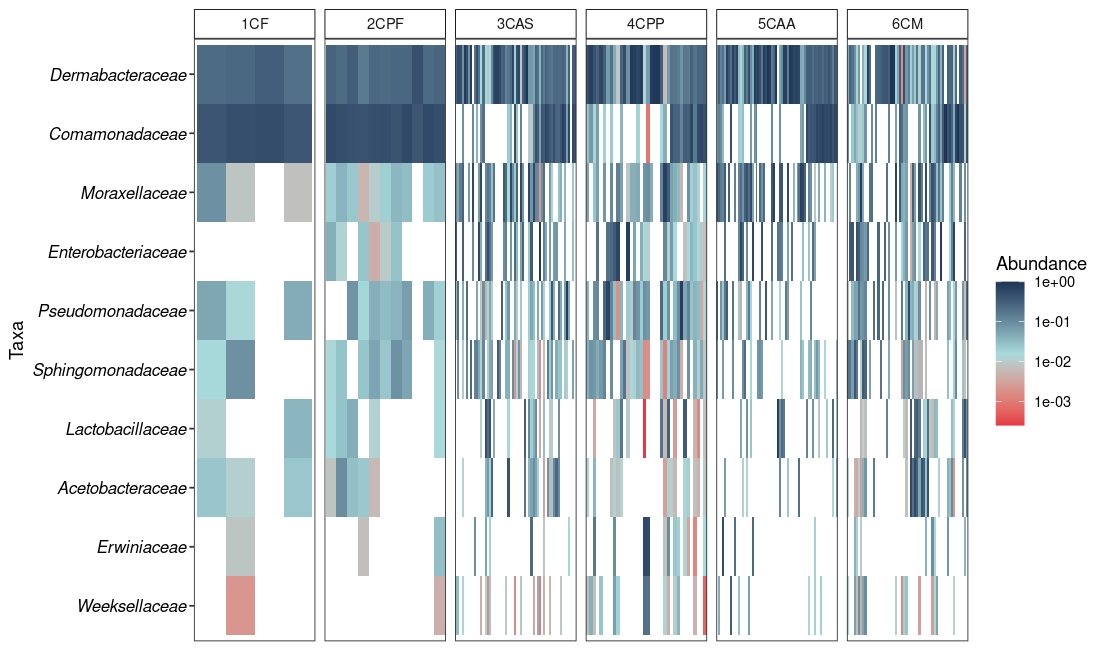 1CF 2CPF 3CAS 4CPP 5CAA 6CM
Dermabacteraceae
Comamonadaceae
Moraxellaceae
Enterobacteriaceae
Pseudomonadaceae
Sphingomonadaceae
Lactobacillaceae
Acetobacteraceae
Erwiniaceae
Weeksellaceae
Taxa
Abundance
1e+00
1e-01
1e-02
1e-03